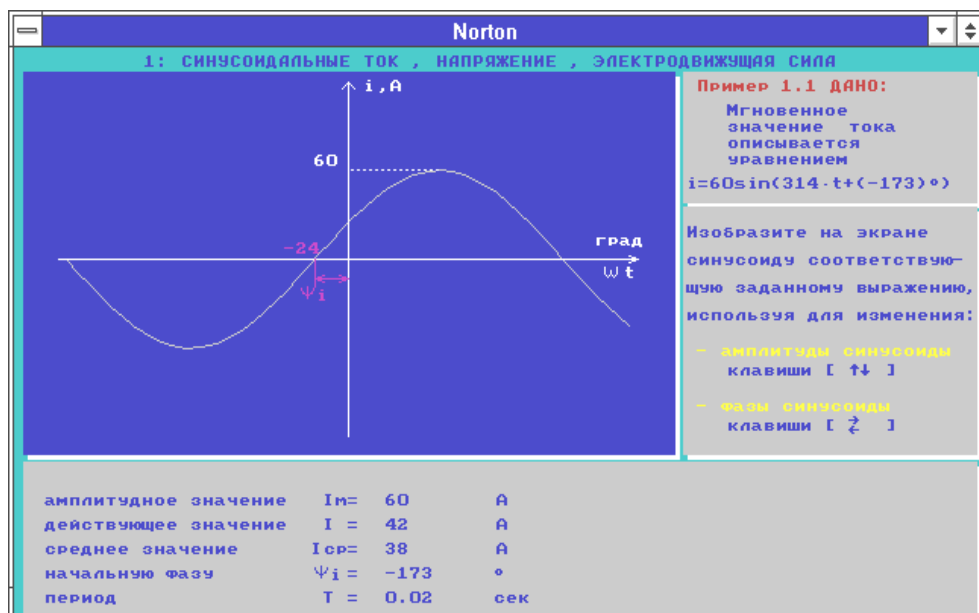 Norton
1: СИНУСОИДАЛЬНЫЕ ТОК , НАПРЯЖЕНИЕ , ЭЛЕКТРОДВИЖУЩАЯ СИЛА
i,А
60
-24
Ψi
град
ωt
Пример 1.1 ДАНО:
Мгновенное
значение тока
описывается
уравнением
i=60sin(314·t+(-173)°)
Изобразите на экране
синусоиду соответствую-
щую заданному выражению,
используя для изменения:
- амплитуды синусоиды
клавиши [ ↑↓ ]
- фазы синусоиды
клавиши [ ⇄ ]
амплитудное значение Iм= 60 А
действующее значение I = 42 А
среднее значение Iср= 38 А
начальную фазу Ψi = -173 °
период T = 0.02 сек